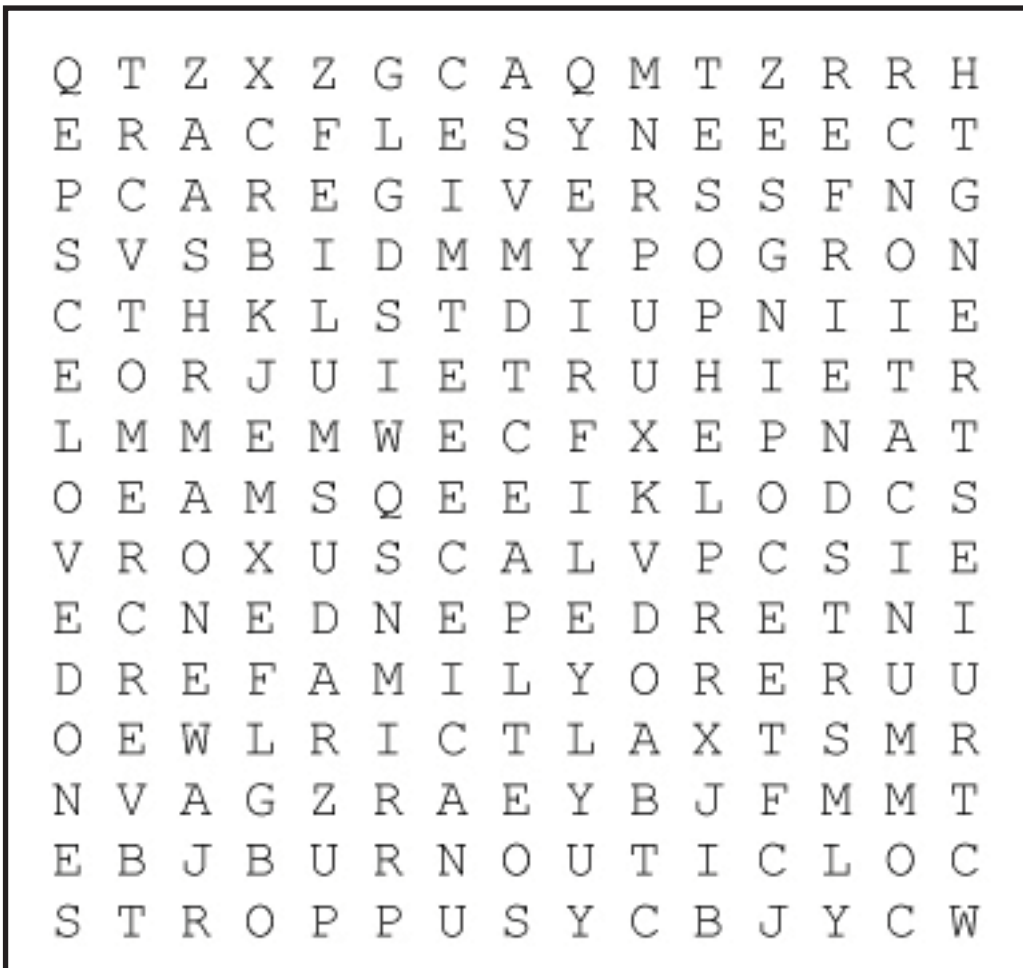 Q T Z X Z G C A Q M T Z R R H
E R A C F L E S Y N E E E C T
P C A R E G I V E R S S F N G
S V S B I D M M Y P O G R O N
C T H K L S T D I U P N I I E
E O R J U I E T R U H I E T R
L M M E M W E C F X E P N A T
O E A M S Q E E I K L O D C S
V R O X U S C A L V P C S I E
E C N E D N E P E D R E T N I
D R E F A M I L Y O R E R U U
O E W L R I C T L A X T S M R
N V A G Z R A E Y B J F M M T
E B J B U R N O U T I C L O C
S T R O P P U S Y C B J Y C W